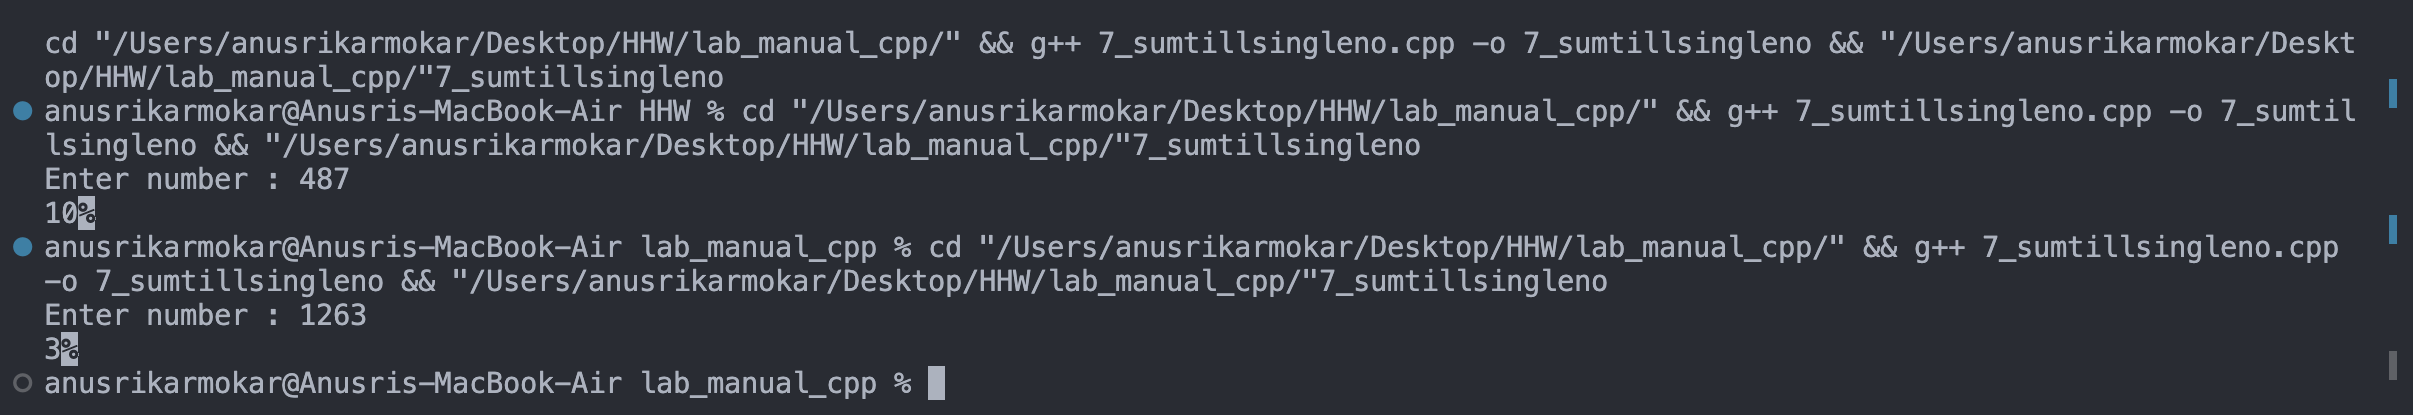 cd "/Users/anusrikarmokar/Desktop/HHW/lab_manual_cpp/" && g++ 7_sumtillsingleno.cpp -o 7_sumtillsingleno && "/Users/anusrikarmokar/Deskt
op/HHW/lab_manual_cpp/"7_sumtillsingleno
anusrikarmokar@Anusris-MacBook-Air HHW % cd "/Users/anusrikarmokar/Desktop/HHW/lab_manual_cpp/" && g++ 7_sumtillsingleno.cpp -o 7_sumtil
lsingleno && "/Users/anusrikarmokar/Desktop/HHW/lab_manual_cpp/"7_sumtillsingleno
Enter number : 487
10%
anusrikarmokar@Anusris-MacBook-Air lab_manual_cpp % cd "/Users/anusrikarmokar/Desktop/HHW/lab_manual_cpp/" && g++ 7_sumtillsingleno.cpp
-o 7_sumtillsingleno && "/Users/anusrikarmokar/Desktop/HHW/lab_manual_cpp/"7_sumtillsingleno
Enter number : 1263
3%
anusrikarmokar@Anusris-MacBook-Air lab_manual_cpp %